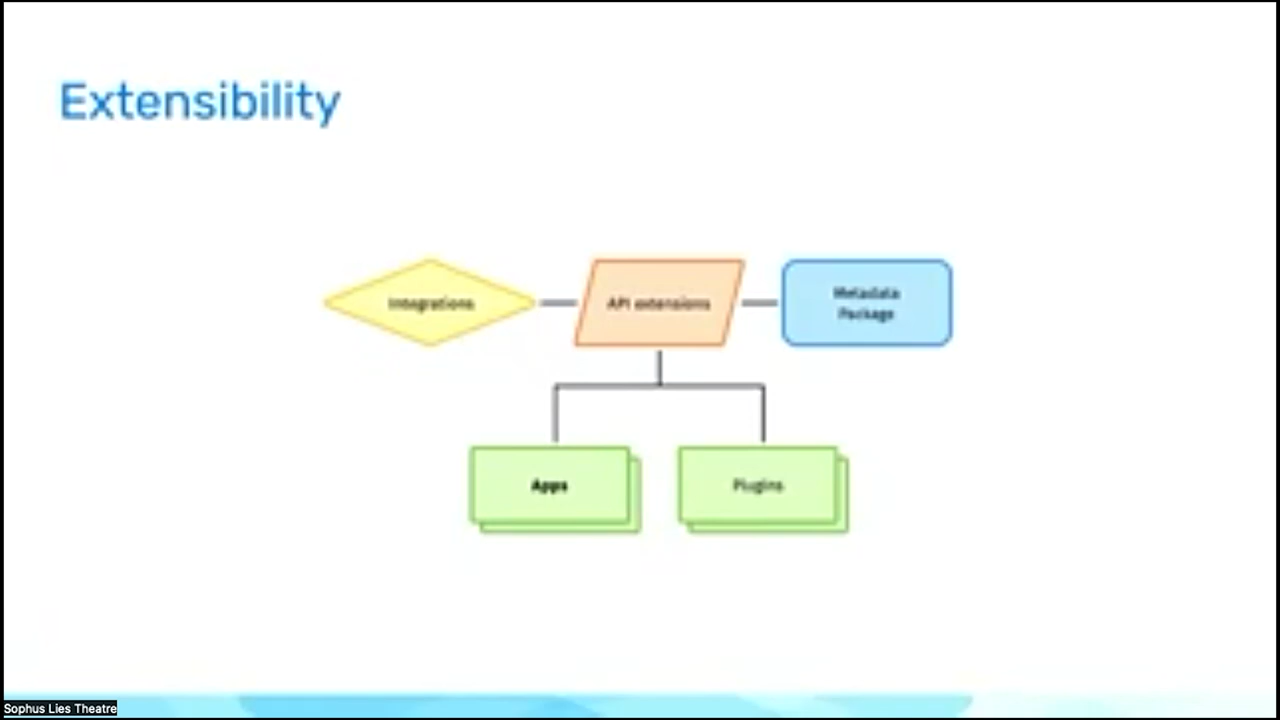 Extensibility
Integrations
API extensions
Metadata
Package
Apps
Plugins
Sophus Lies Theatre